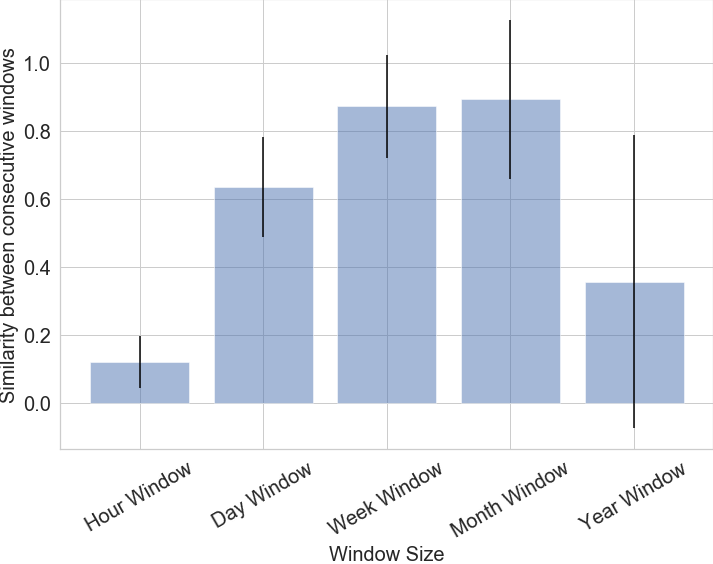 Similarity between consecutive windows
1.0
0.8
0.6
0.4
0.2
0.0
Hour Window
Day Window
Week Window
Month Window
Year Window
Window Size